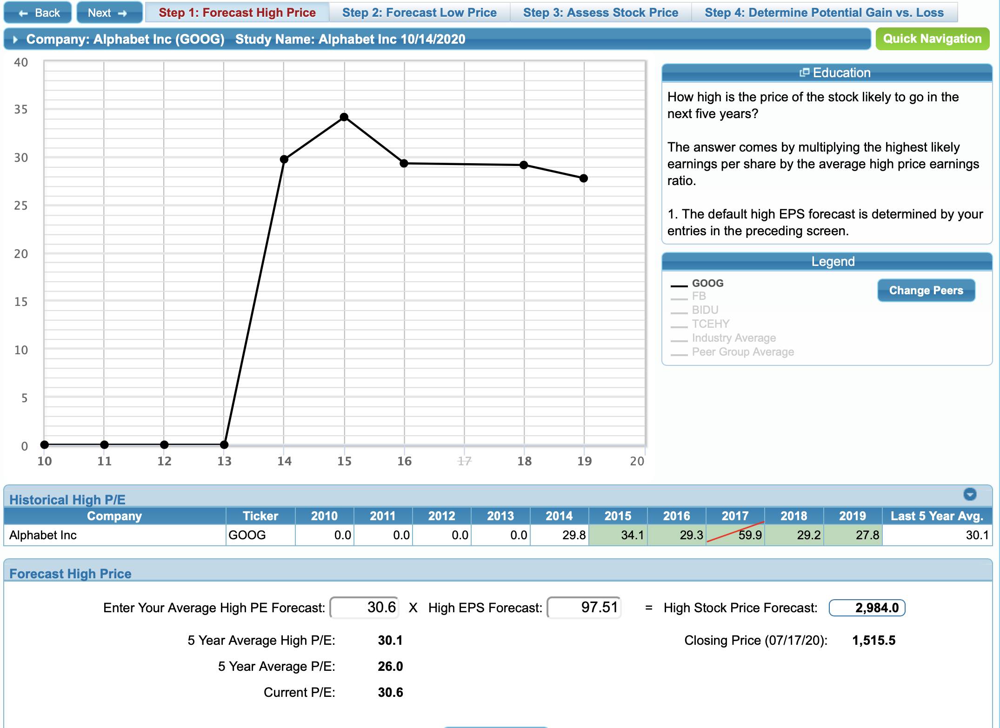 Back
Next
Step 1: Forecast High Price
Step 2: Forecast Low Price
Step 3: Assess Stock Price
Step 4: Determine Potential Gain vs. Loss
Company: Alphabet Inc (GOOG) Study Name: Alphabet Inc 10/14/2020
Quick Navigation
40
35
30
25
20
15
10
5
0
10 11 12 13 14 15 16 17 18 19 20
Education
How high is the price of the stock likely to go in the
next five years?
The answer comes by multiplying the highest likely
earnings per share by the average high price earnings
ratio.
1. The default high EPS forecast is determined by your
entries in the preceding screen.
Legend
GOOG
FB
BIDU
TCEHY
Industry Average
Peer Group Average
Change Peers
Historical High P/E
Company Ticker 2010 2011 2012 2013 2014 2015 2016 2017 2018 2019 Last 5 Year Avg.
Alphabet Inc GOOG 0.0 0.0 0.0 0.0 29.8 34.1 29.3 59.9 29.2 27.8 30.1
Forecast High Price
Enter Your Average High PE Forecast: 30.6 X High EPS Forecast: 97.51 = High Stock Price Forecast: 2,984.0
5 Year Average High P/E: 30.1 Closing Price (07/17/20): 1,515.5
5 Year Average P/E: 26.0
Current P/E: 30.6